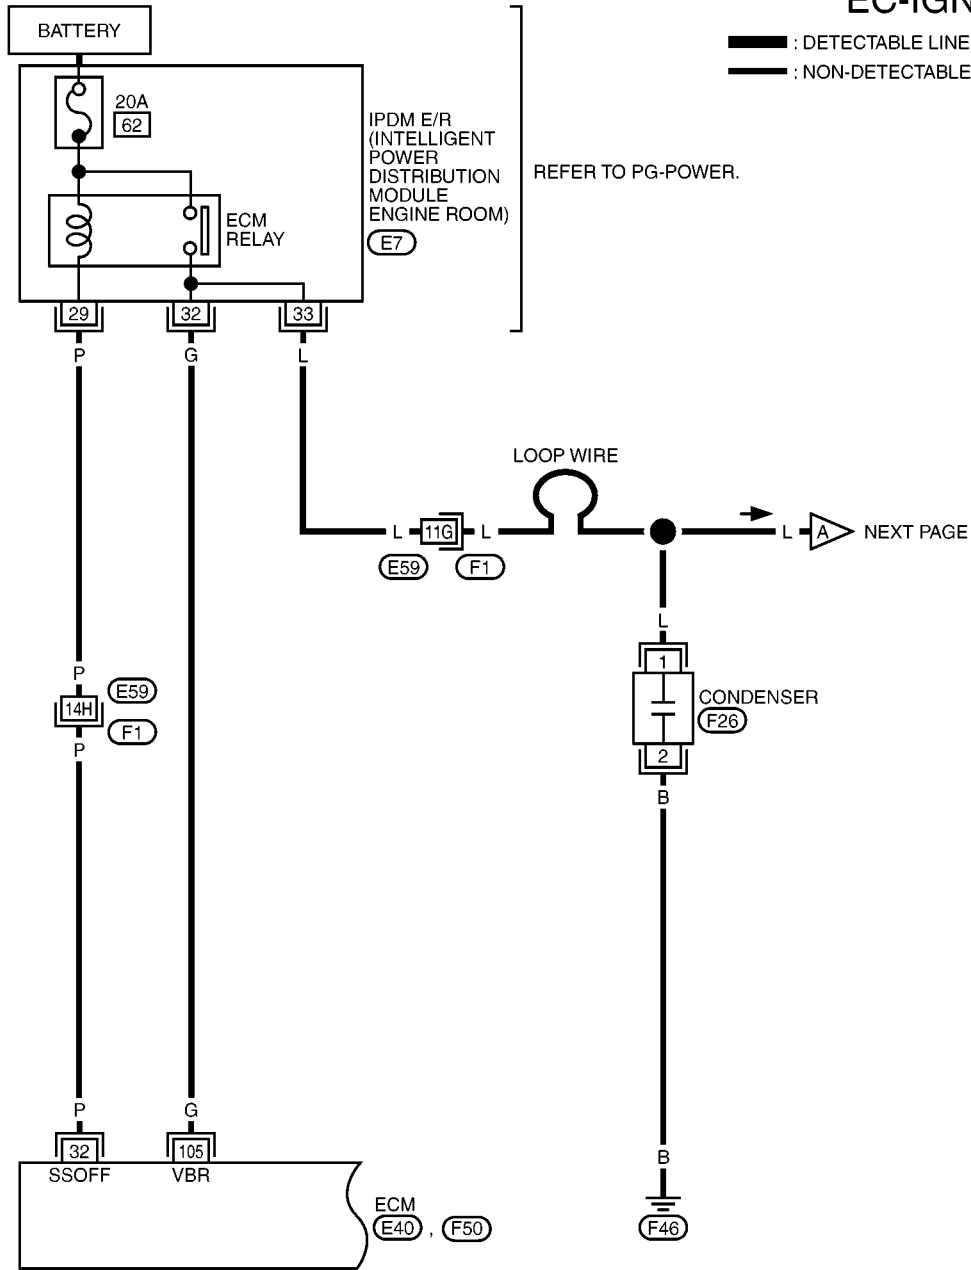 EC-IGN
BATTERY
: DETECTABLE LINE
: NON-DETECTABLE
20A
62
IPDM E/R
(INTELLIGENT
POWER
DISTRIBUTION
MODULE
ENGINE ROOM)
E7
REFER TO PG-POWER.
ECM
RELAY
29 32 33
P G L
LOOP WIRE
L 11G L
L A NEXT PAGE
E59 F1
L
1
CONDENSER
F26
2
B
P
E59
14H
F1
P
P G
32 105
SSOFF VBR
B
ECM
E40 , F50
F46